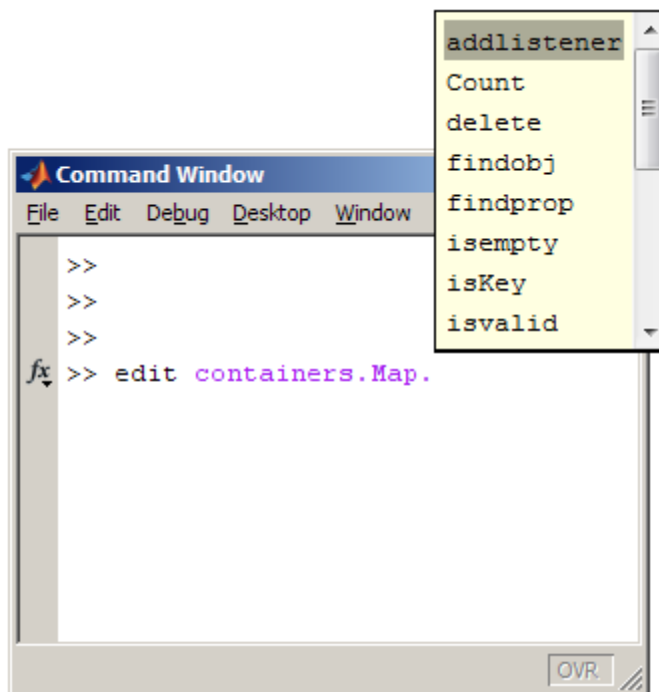 addlistener
Count
delete
findobj
findprop
isempty
isKey
isvalid
Command Window
File Edit Debug Desktop Window
>>
>>
>>
fx >> edit containers.Map.
OVR